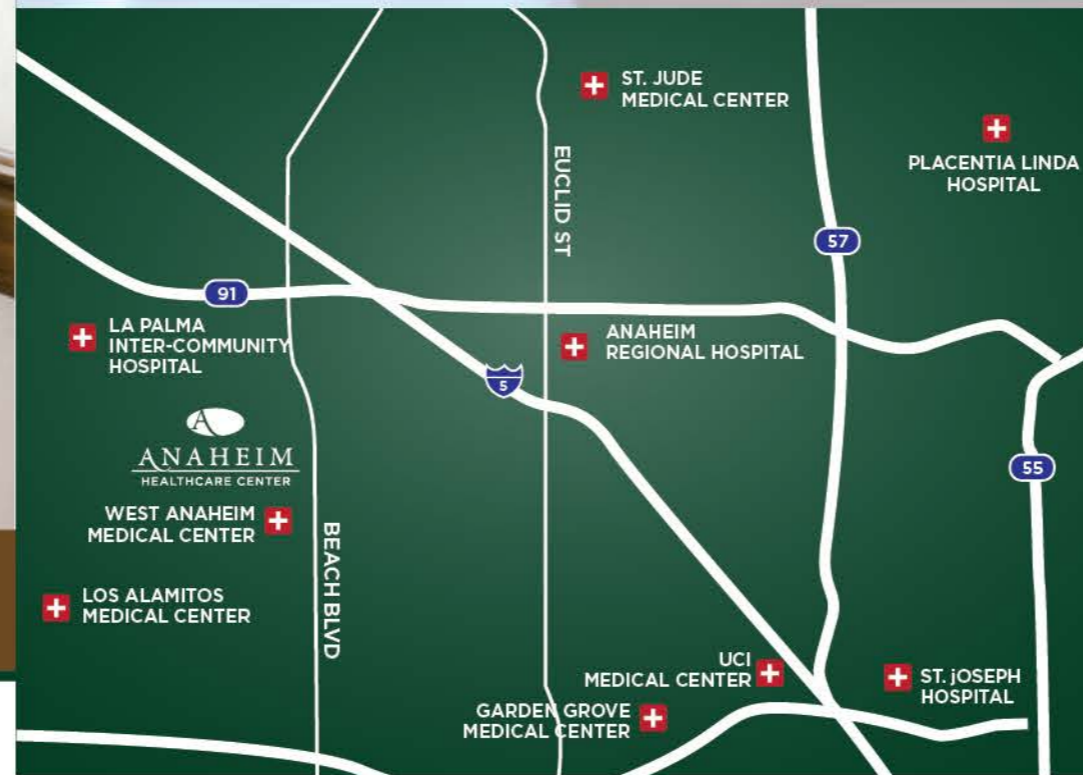 ST. JUDE
MEDICAL CENTER
PLACENTIA LINDA
HOSPITAL
EUCLID ST
57
91
LA PALMA
INTER-COMMUNITY
HOSPITAL
ANAHEIM
REGIONAL HOSPITAL
5
A
ANAHEIM
HEALTHCARE CENTER
55
WEST ANAHEIM
MEDICAL CENTER
BEACH BLVD
LOS ALAMITOS
MEDICAL CENTER
UCI
MEDICAL CENTER
ST. jOSEPH
HOSPITAL
GARDEN GROVE
MEDICAL CENTER